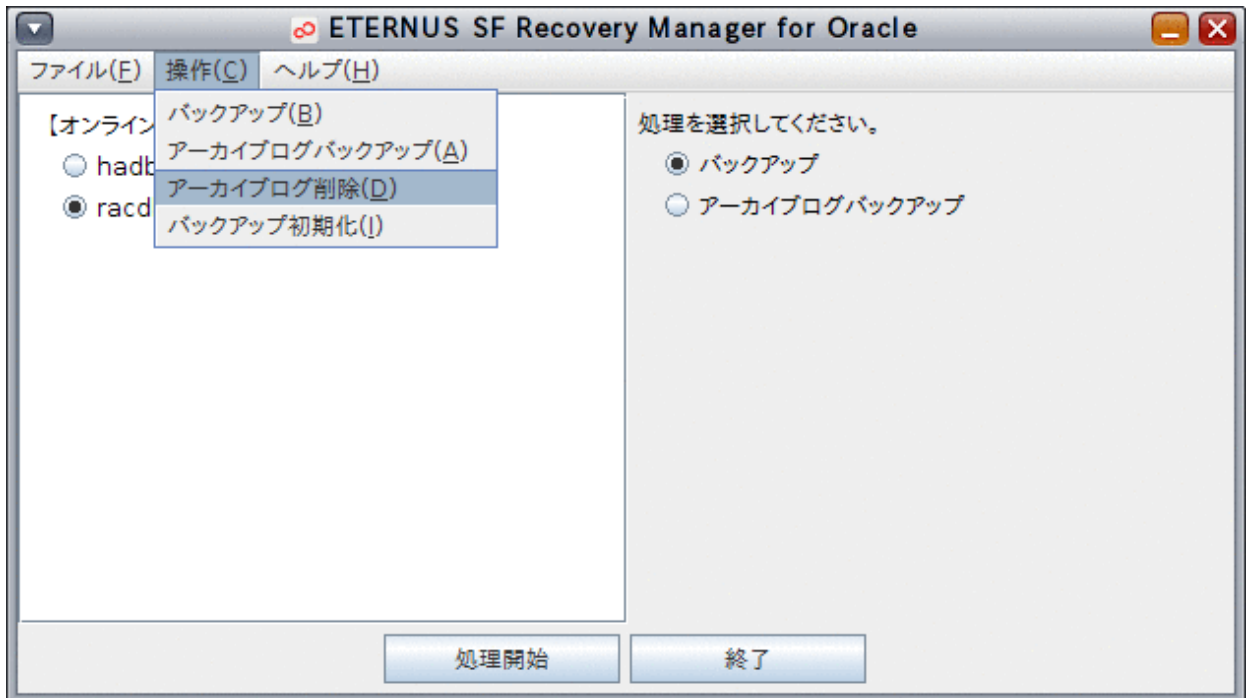 ETERNUS SF Recovery Manager for Oracle
ファイル(F) 操作(C) ヘルプ(H)
バックアップ(B)
アーカイブログバックアップ(A)
アーカイブログ削除(D)
バックアップ初期化(I)
【オンライン
hadb
racd
処理を選択してください。
バックアップ
アーカイブログバックアップ
処理開始 終了